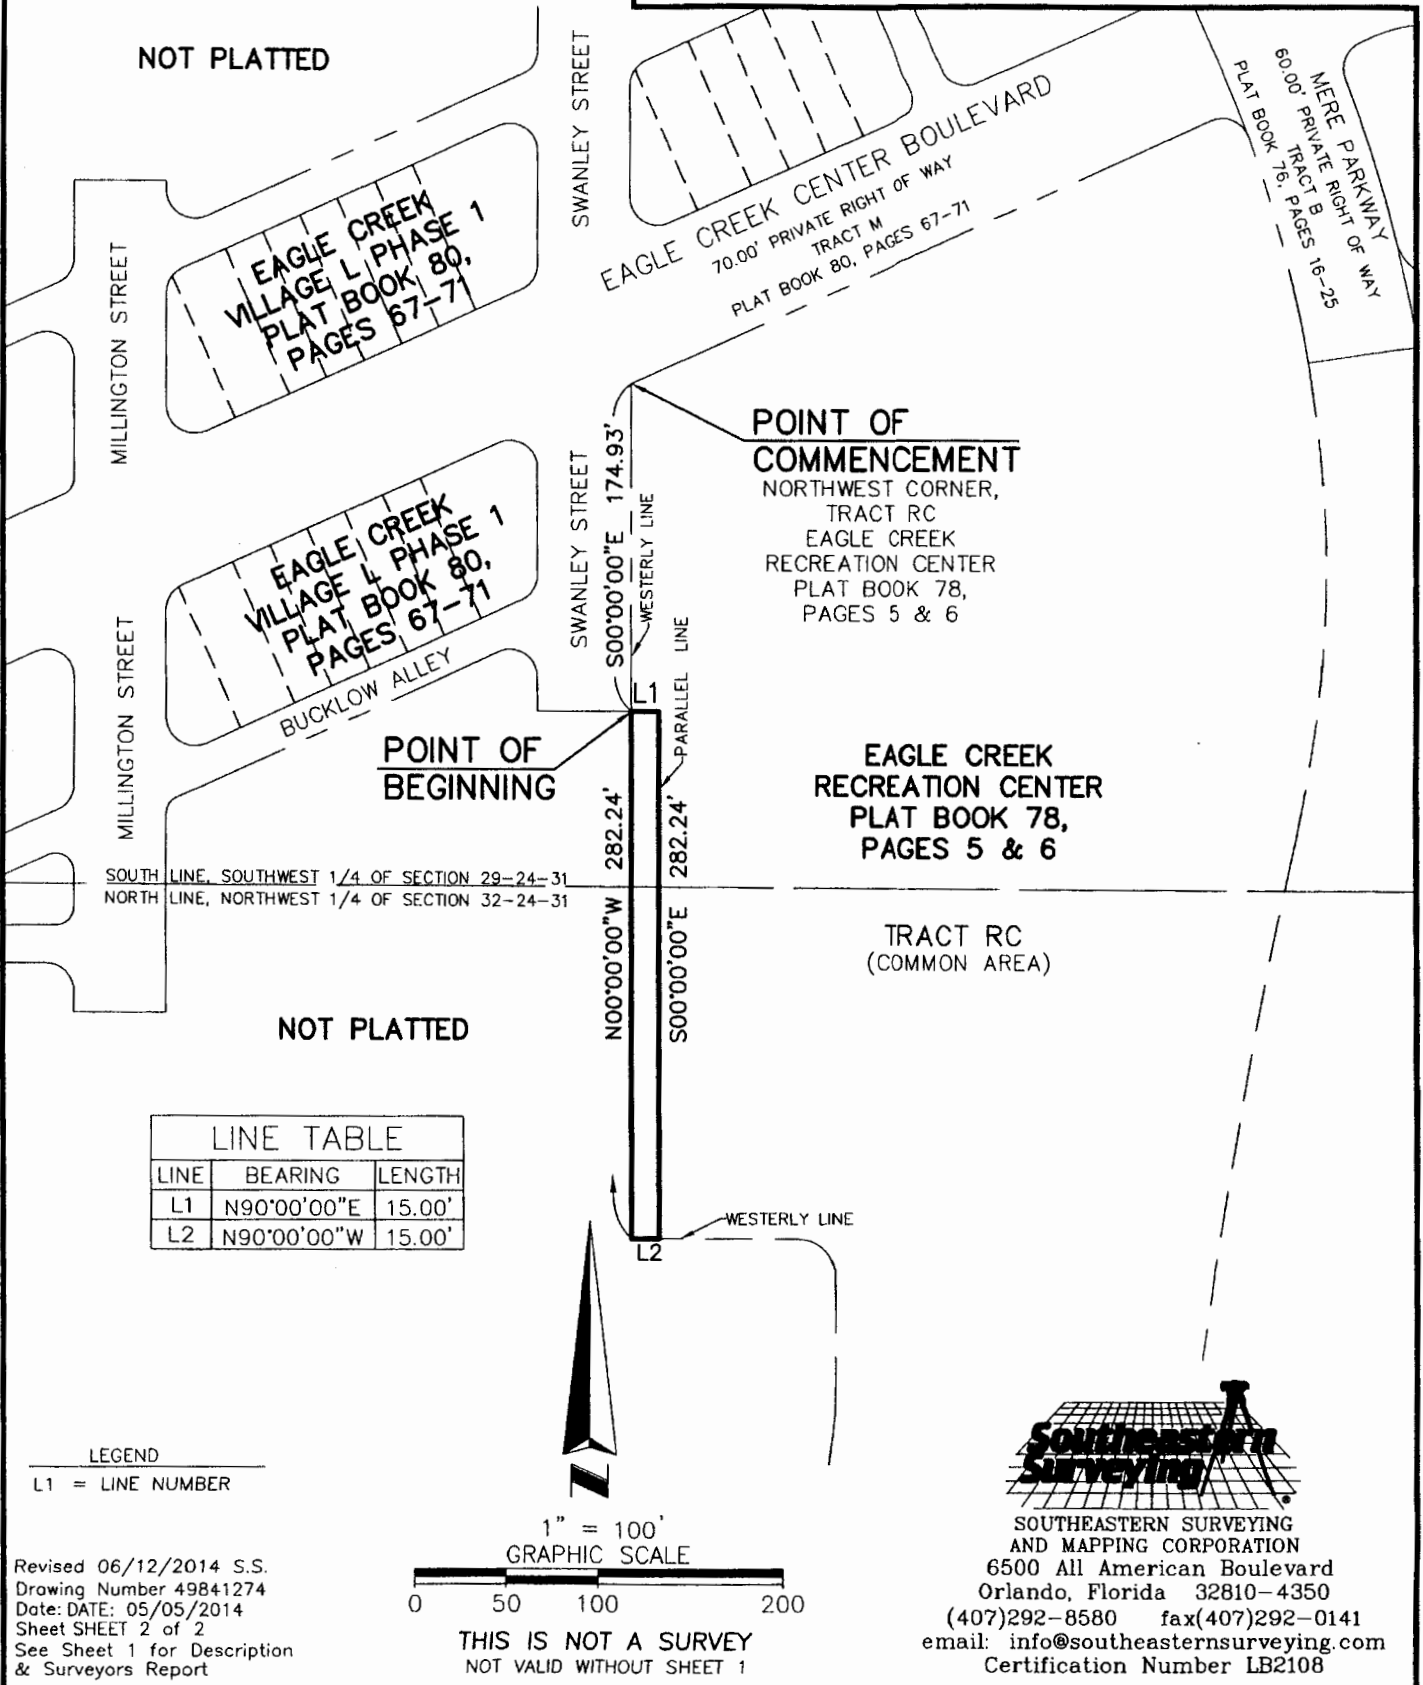 NOT PLATTED
SWANLEY STREET
EAGLE CREEK CENTER BOULEVARD
70.00' PRIVATE RIGHT OF WAY
TRACT M
PLAT BOOK 80, PAGES 67-71
MERE PARKWAY
60.00' PRIVATE RIGHT OF WAY
TRACT B
PLAT BOOK 76, PAGES 16-25
MILLINGTON STREET
EAGLE CREEK
VILLAGE L PHASE 1
PLAT BOOK 80,
PAGES 67-71
POINT OF
COMMENCEMENT
NORTHWEST CORNER,
TRACT RC
EAGLE CREEK
RECREATION CENTER
PLAT BOOK 78,
PAGES 5 & 6
SWANLEY STREET
S00°00'00"E 174.93'
WESTERLY LINE
PARALLEL LINE
EAGLE CREEK
VILLAGE L PHASE 1
PLAT BOOK 80,
PAGES 67-71
BUCKLOW ALLEY
MILLINGTON STREET
L1
POINT OF
BEGINNING
N00°00'00"W 282.24'
S00°00'00"E 282.24'
EAGLE CREEK
RECREATION CENTER
PLAT BOOK 78,
PAGES 5 & 6
SOUTH LINE, SOUTHWEST 1/4 OF SECTION 29-24-31
NORTH LINE, NORTHWEST 1/4 OF SECTION 32-24-31
TRACT RC
(COMMON AREA)
NOT PLATTED
LINE TABLE
LINE BEARING LENGTH
L1 N90°00'00"E 15.00'
L2 N90°00'00"W 15.00'
WESTERLY LINE
L2
LEGEND
L1 = LINE NUMBER
N
1" = 100'
GRAPHIC SCALE
0 50 100 200
THIS IS NOT A SURVEY
NOT VALID WITHOUT SHEET 1
Revised 06/12/2014 S.S.
Drawing Number 49841274
Date: DATE: 05/05/2014
Sheet SHEET 2 of 2
See Sheet 1 for Description
& Surveyors Report
Southeastern
Surveying
®
SOUTHEASTERN SURVEYING
AND MAPPING CORPORATION
6500 All American Boulevard
Orlando, Florida 32810-4350
(407)292-8580 fax(407)292-0141
email: info@southeasternsurveying.com
Certification Number LB2108